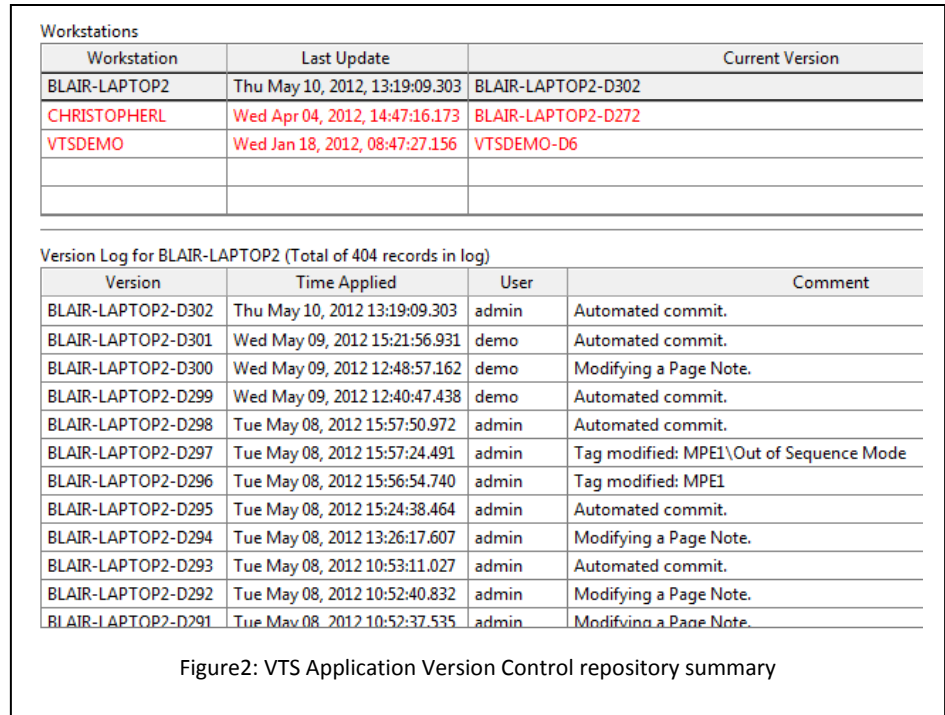 Workstations
Workstation Last Update Current Version
BLAIR-LAPTOP2 Thu May 10, 2012, 13:19:09.303 BLAIR-LAPTOP2-D302
CHRISTOPHERL Wed Apr 04, 2012, 14:47:16.173 BLAIR-LAPTOP2-D272
VTSDEMO Wed Jan 18, 2012, 08:47:27.156 VTSDEMO-D6
Version Log for BLAIR-LAPTOP2 (Total of 404 records in log)
Version Time Applied User Comment
BLAIR-LAPTOP2-D302 Thu May 10, 2012 13:19:09.303 admin Automated commit.
BLAIR-LAPTOP2-D301 Wed May 09, 2012 15:21:56.931 demo Automated commit.
BLAIR-LAPTOP2-D300 Wed May 09, 2012 12:48:57.162 demo Modifying a Page Note.
BLAIR-LAPTOP2-D299 Wed May 09, 2012 12:40:47.438 demo Automated commit.
BLAIR-LAPTOP2-D298 Tue May 08, 2012 15:57:50.972 admin Automated commit.
BLAIR-LAPTOP2-D297 Tue May 08, 2012 15:57:24.491 admin Tag modified: MPE1\Out of Sequence Mode
BLAIR-LAPTOP2-D296 Tue May 08, 2012 15:56:54.740 admin Tag modified: MPE1
BLAIR-LAPTOP2-D295 Tue May 08, 2012 15:24:38.464 admin Automated commit.
BLAIR-LAPTOP2-D294 Tue May 08, 2012 13:26:17.607 admin Modifying a Page Note.
BLAIR-LAPTOP2-D293 Tue May 08, 2012 10:53:11.027 admin Automated commit.
BLAIR-LAPTOP2-D292 Tue May 08, 2012 10:52:40.832 admin Modifying a Page Note.
BLAIR-LAPTOP2-D291 Tue May 08, 2012 10:52:37.535 admin Modifying a Page Note.
Figure2: VTS Application Version Control repository summary